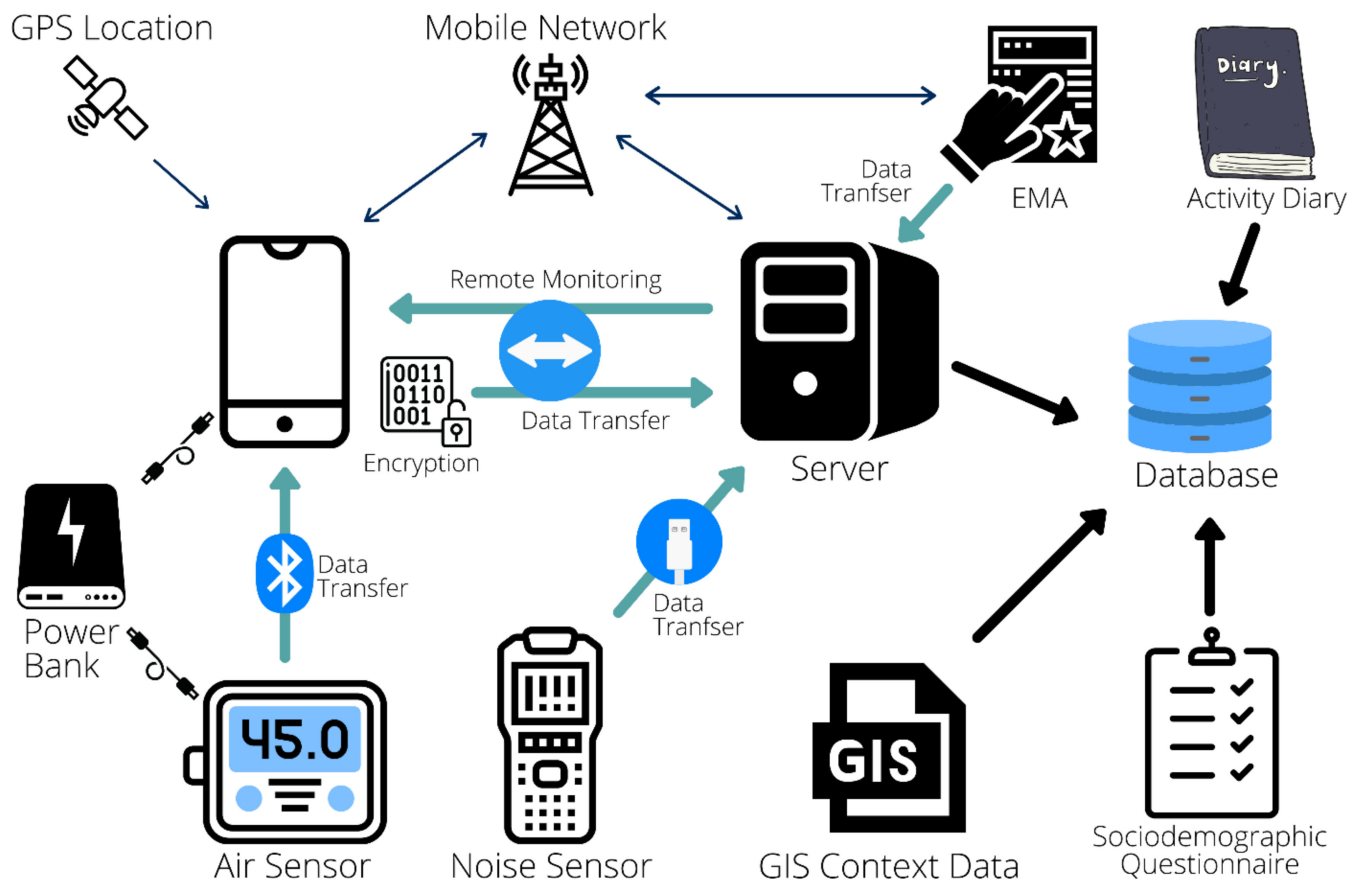 GPS Location
Mobile Network
Diary.
Data
Tranfser
EMA
Activity Diary
Remote Monitoring
0011
0110
001
Data Transfer
Encryption
Server
Database
Data
Transfer
Data
Tranfser
Power
Bank
45.0
GIS
Air Sensor
Noise Sensor
GIS Context Data
Sociodemographic
Questionnaire